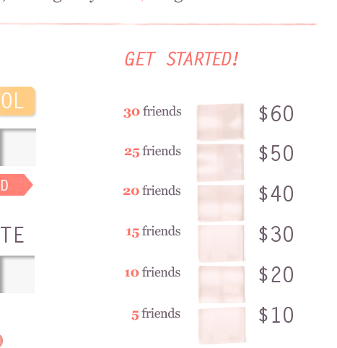 GET STARTED!
OL
30 friends $60
25 friends $50
D
20 friends $40
TE
15 friends $30
10 friends $20
5 friends $10